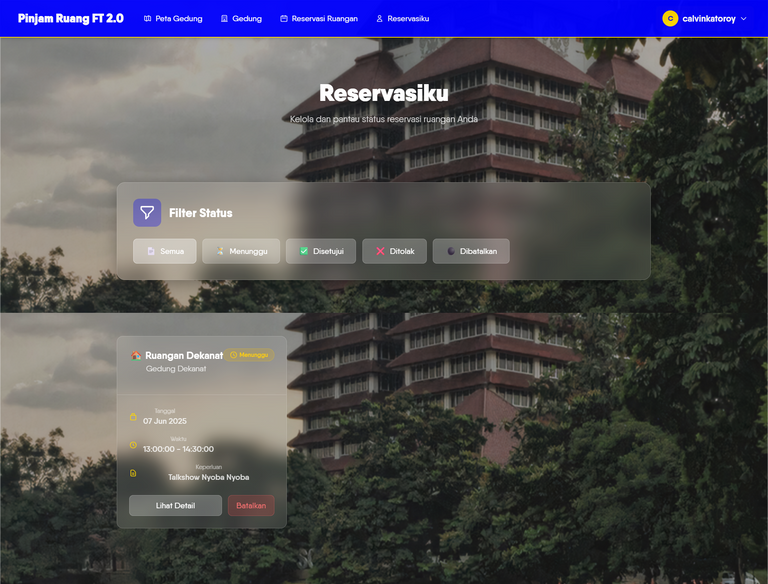 Pinjam Ruang FT 2.0
Peta Gedung
Gedung
Reservasi Ruangan
Reservasiku
C
calvinkatoroy
Reservasiku
Kelola dan pantau status reservasi ruangan Anda
Filter Status
Semua
Menunggu
Disetujui
Ditolak
Dibatalkan
Ruangan Dekanat
Menunggu
Gedung Dekanat
Tanggal
07 Jun 2025
Waktu
13:00:00 - 14:30:00
Keperluan
Talkshow Nyoba Nyoba
Lihat Detail
Batalkan